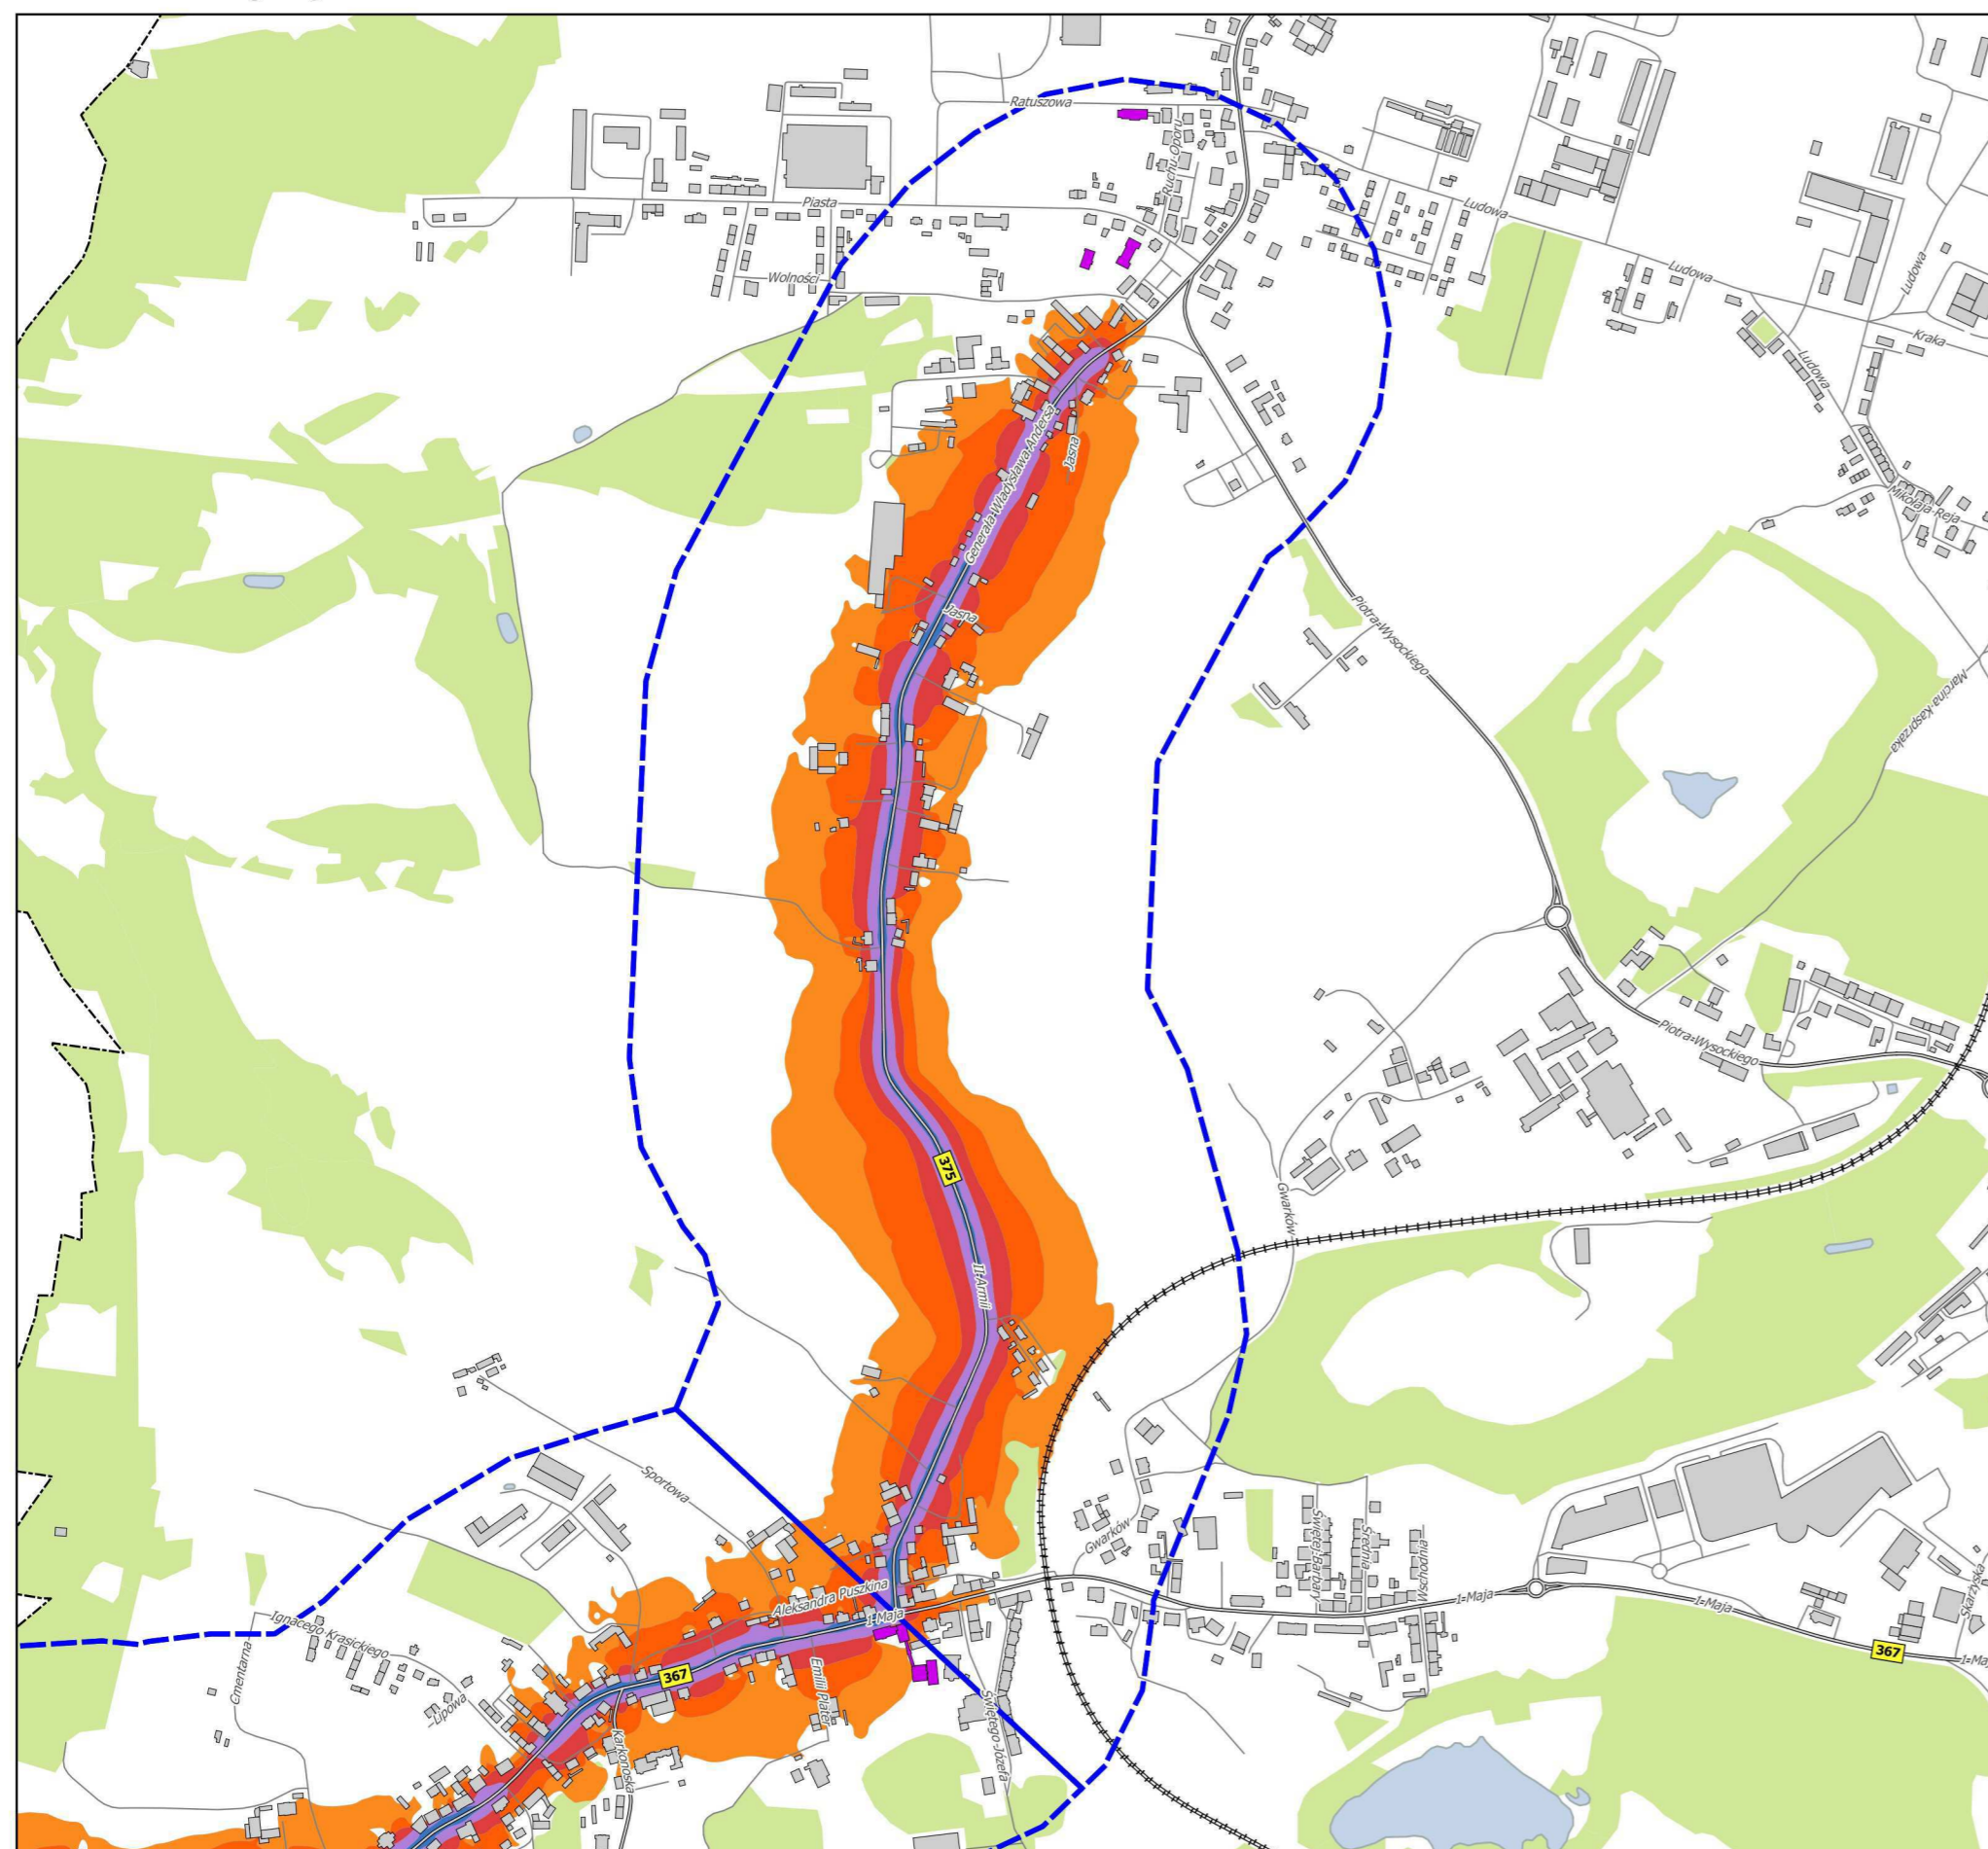 Ratuszowa
Ruchu-Oporu
Piasta
Ludowa
Wolności
Ludowa
Ludowa
Kraka
Ludowa
Generała-Władysława-Andersa
Jasna
Mikołaja-Reja
Jasna
Piotra-Wysockiego
Marcina-Kasprzaka
Piotra-Wysockiego
375
Gwarków
II-Armii
Sportowa
Gwarków
Świętej-Barbary
Średnia
Wschodnia
Aleksandra Puszkina
1-Maja
1-Maja
1-Maja
Skarżyska
Ignacego-Krasickiego
Cmentarna
367
367
1-Ma
Emilii Plater
Lipowa
Karkonoska
Świętego-Józefa